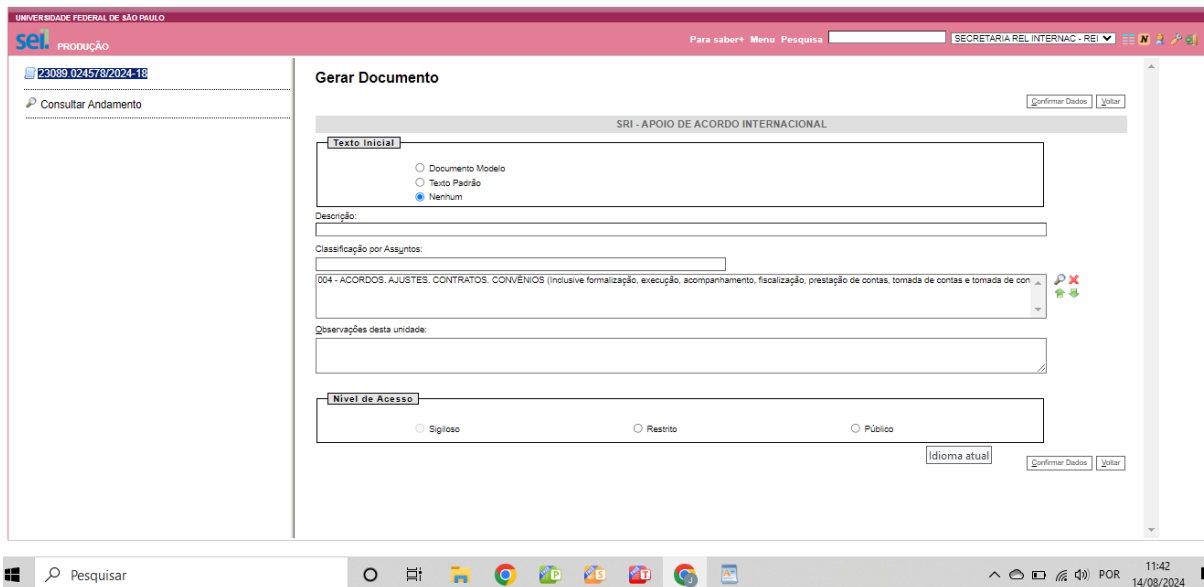 UNIVERSIDADE FEDERAL DE SÃO PAULO
sei. PRODUÇÃO
Para saber+ Menu Pesquisa
SECRETARIA REL INTERNAC - REI
N
23089.024578/2024-18
Consultar Andamento
Gerar Documento
Confirmar Dados Voltar
SRI - APOIO DE ACORDO INTERNACIONAL
Texto Inicial
Documento Modelo
Texto Padrão
Nenhum
Descrição:
Classificação por Assuntos:
004 - ACORDOS. AJUSTES. CONTRATOS. CONVÊNIOS (Inclusive formalização, execução, acompanhamento, fiscalização, prestação de contas, tomada de contas e tomada de con
Observações desta unidade:
Nível de Acesso
Sigiloso Restrito Público
Idioma atual
Confirmar Dados Voltar
Pesquisar
P S T
POR
11:42
14/08/2024